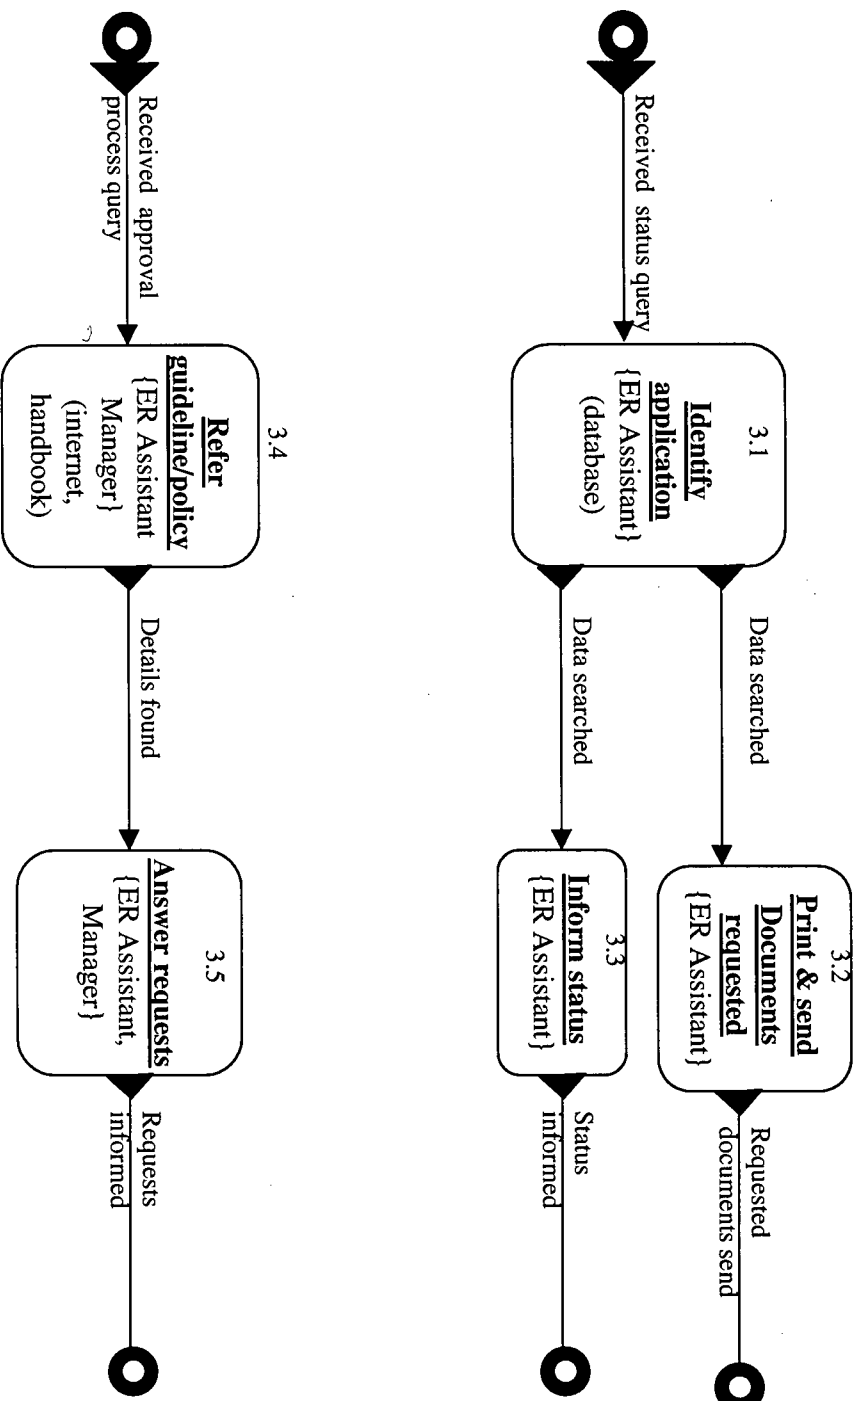 Received status query
3.1
Identify
application
{ER Assistant}
(database)
Data searched
Data searched
3.2
Print & send
Documents
requested
{ER Assistant}
Requested
documents send
3.3
Inform status
{ER Assistant}
Status
informed
Received approval
process query
3.4
Refer
guideline/policy
{ER Assistant
Manager}
(internet,
handbook)
Details found
3.5
Answer requests
{ER Assistant,
Manager}
Requests
informed